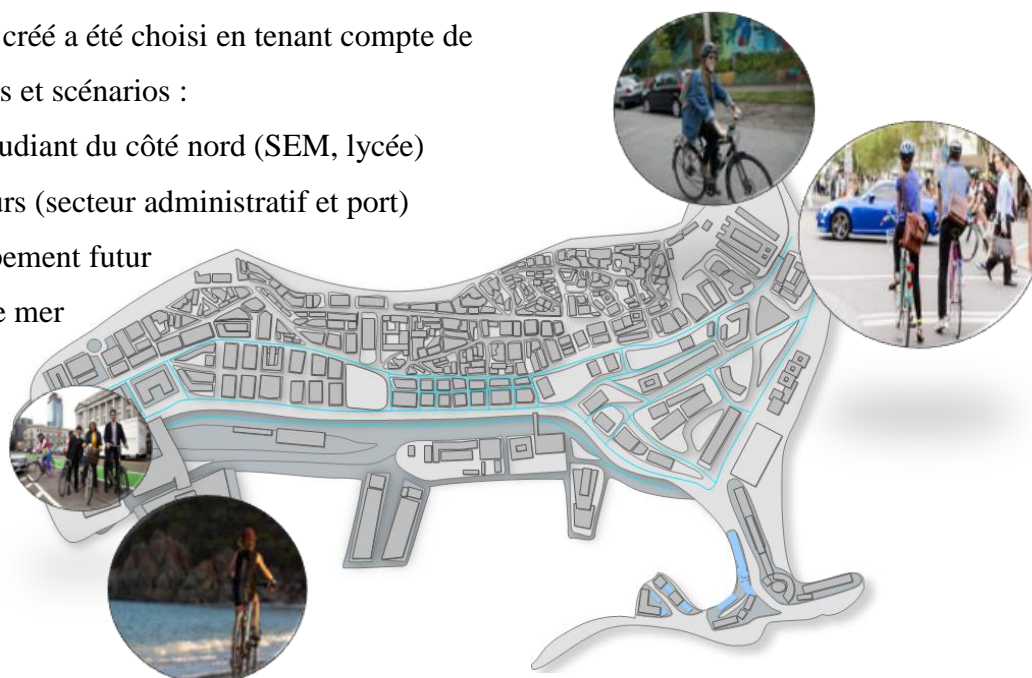 créé a été choisi en tenant compte de
s et scénarios :
udiant du côté nord (SEM, lycée)
urs (secteur administratif et port)
pement futur
e mer